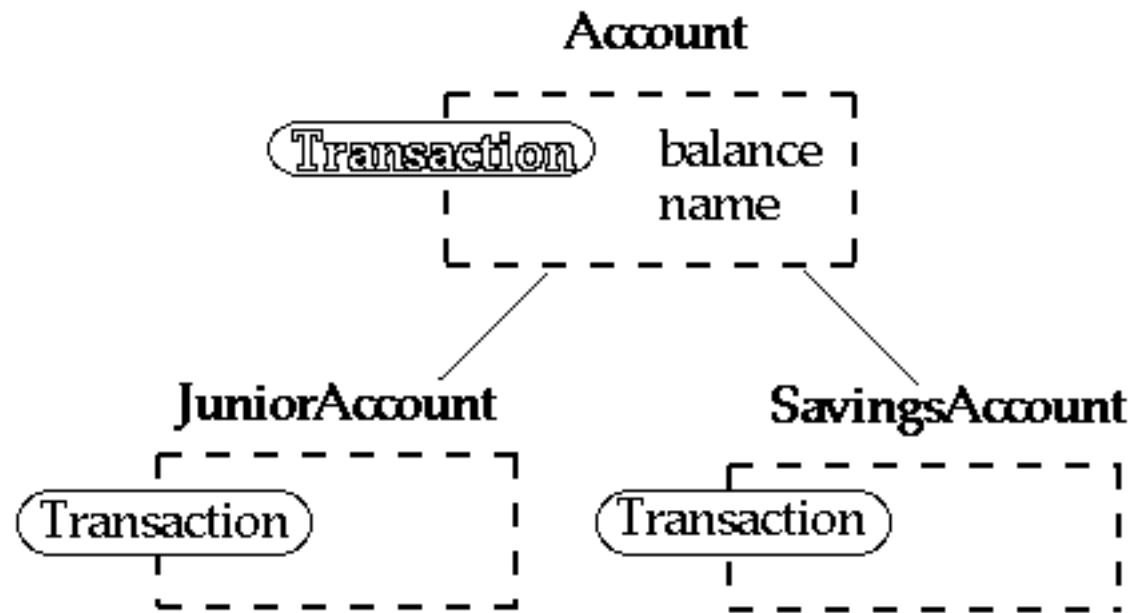 Account
Transaction
balance
name
JuniorAccount
SavingsAccount
Transaction
Transaction